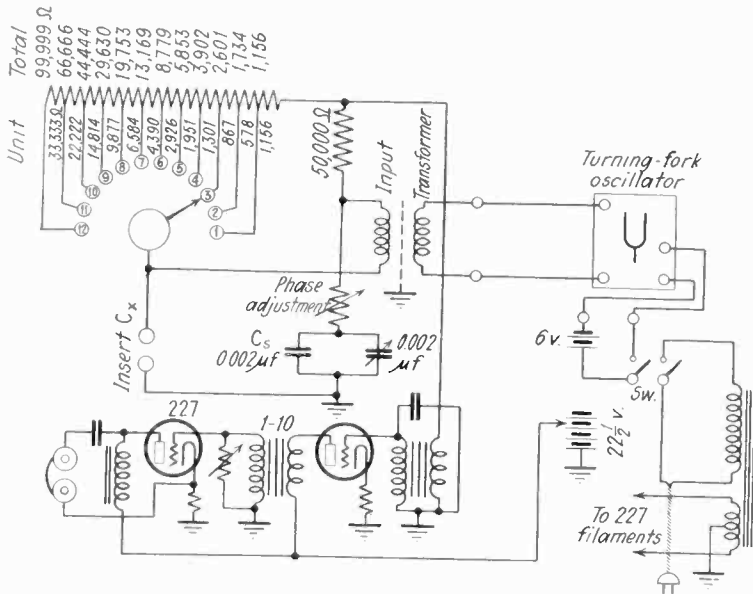 Total
99,999 Ω
66,666
44,444
29,630
19,753
13,169
8,779
5,853
3,902
2,601
1,734
1,156
Unit
33,333Ω
22,222
14,814
9,877
6,584
4,390
2,926
1,951
1,301
867
578
1,156
12
11
10
9
8
7
6
5
4
3
2
1
50,000 Ω
Input
Transformer
Turning-fork
oscillator
Phase
adjustment
Insert Cx
Cs
0.002μf
0.002
μf
6v.
Sw.
22½ v.
227
1-10
To 227
filaments